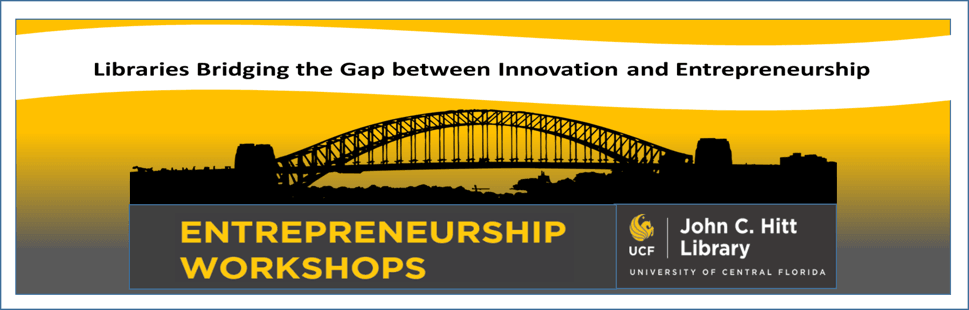 Libraries Bridging the Gap between Innovation and Entrepreneurship
ENTREPRENEURSHIP
WORKSHOPS
UCF
John C. Hitt
Library
UNIVERSITY OF CENTRAL FLORIDA